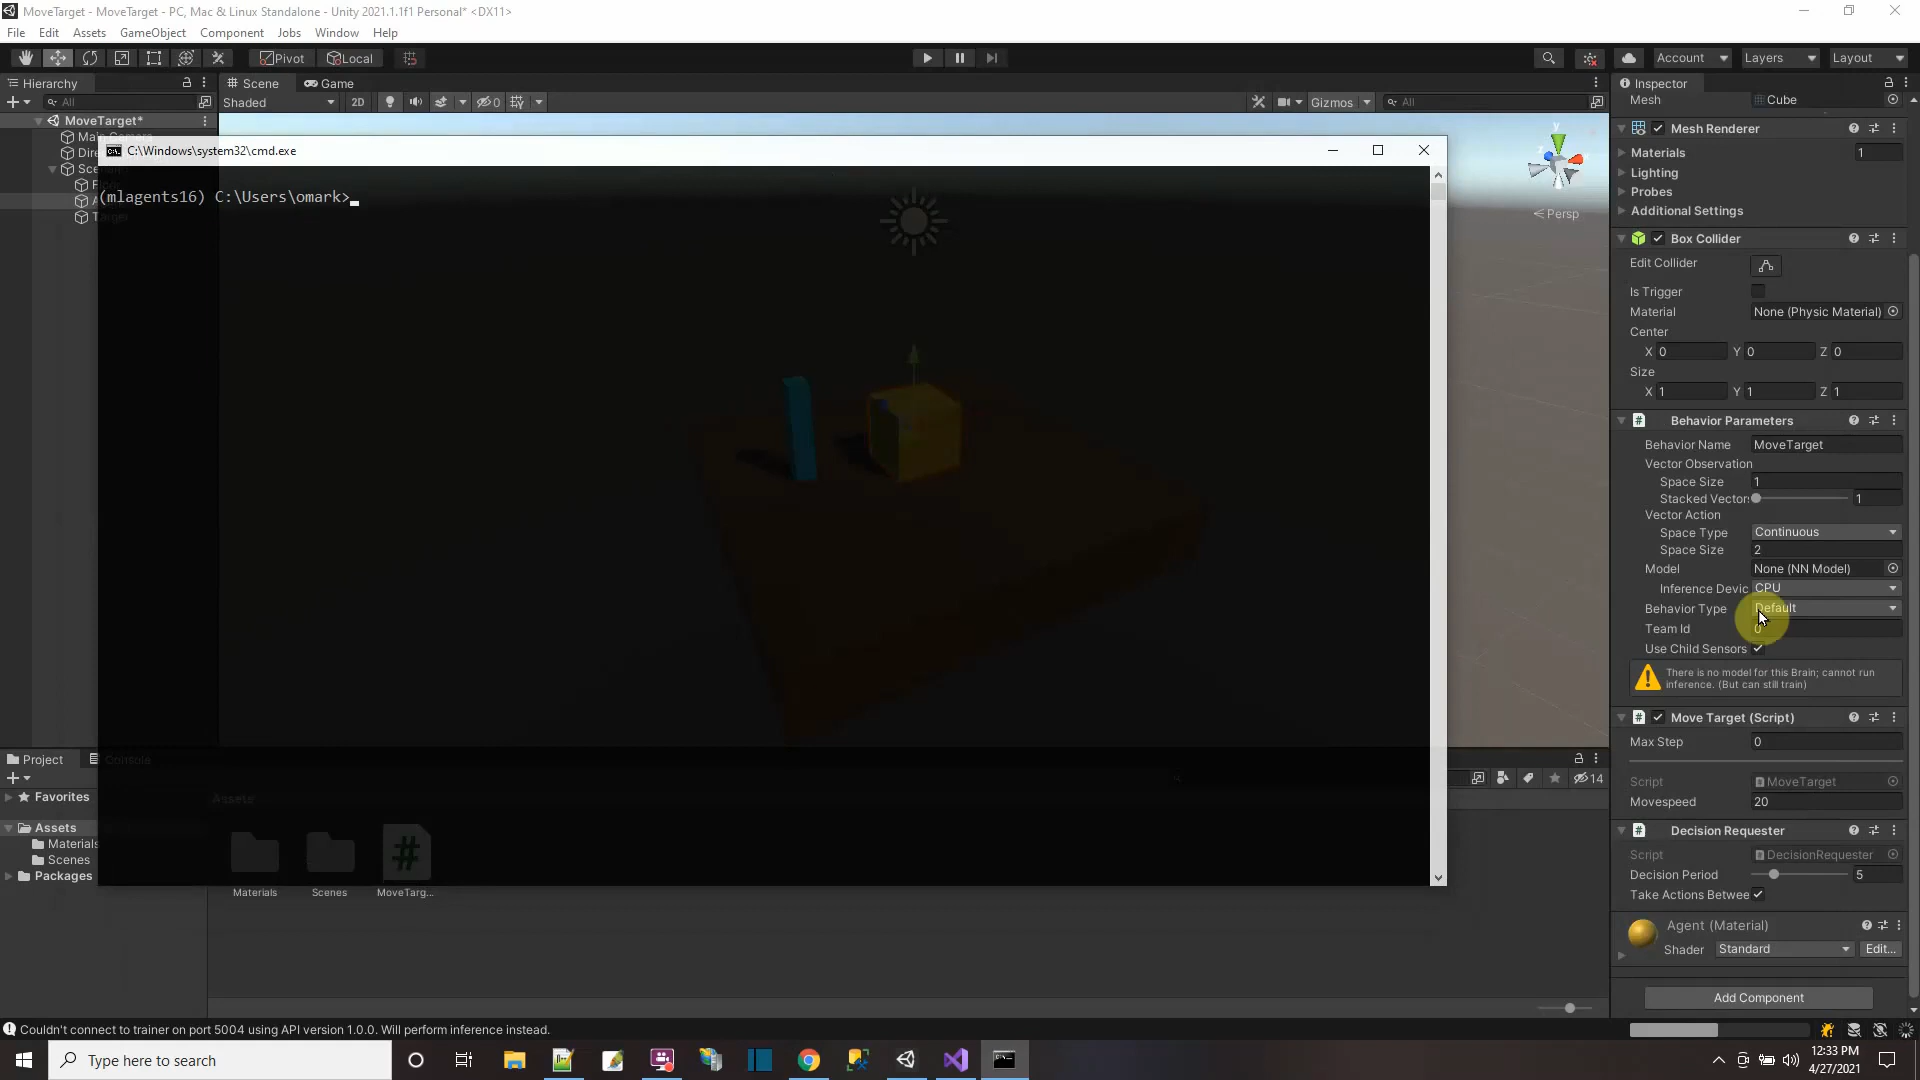 MoveTarget - MoveTarget - PC, Mac & Linux Standalone - Unity 2021.1.1f1 Personal* <DX11>
File Edit Assets GameObject Component Jobs Window Help
Pivot Local Account Layers Layout
Hierarchy
All
MoveTarget*
Main Camera
Target
Scene Game
Shaded 2D 0 Gizmos All
y
z
x
Persp
C:\Windows\system32\cmd.exe
(mlagents16) C:\Users\omark>
Project Console
14
Favorites
Assets
Materials
Scenes
Packages
Assets
Materials Scenes MoveTarg...
Inspector
Mesh Cube
Mesh Renderer
Materials 1
Lighting
Probes
Additional Settings
Box Collider
Edit Collider
Is Trigger
Material None (Physic Material)
Center
X 0 Y 0 Z 0
Size
X 1 Y 1 Z 1
Behavior Parameters
Behavior Name MoveTarget
Vector Observation
Space Size 1
Stacked Vector 1
Vector Action
Space Type Continuous
Space Size 2
Model None (NN Model)
Inference Devic CPU
Behavior Type Default
Team Id 0
Use Child Sensors
There is no model for this Brain; cannot run
inference. (But can still train)
Move Target (Script)
Max Step 0
Script MoveTarget
Movespeed 20
Decision Requester
Script DecisionRequester
Decision Period 5
Take Actions Betwee
Agent (Material)
Shader Standard Edit...
Add Component
Couldn't connect to trainer on port 5004 using API version 1.0.0. Will perform inference instead.
Type here to search
12:33 PM
4/27/2021